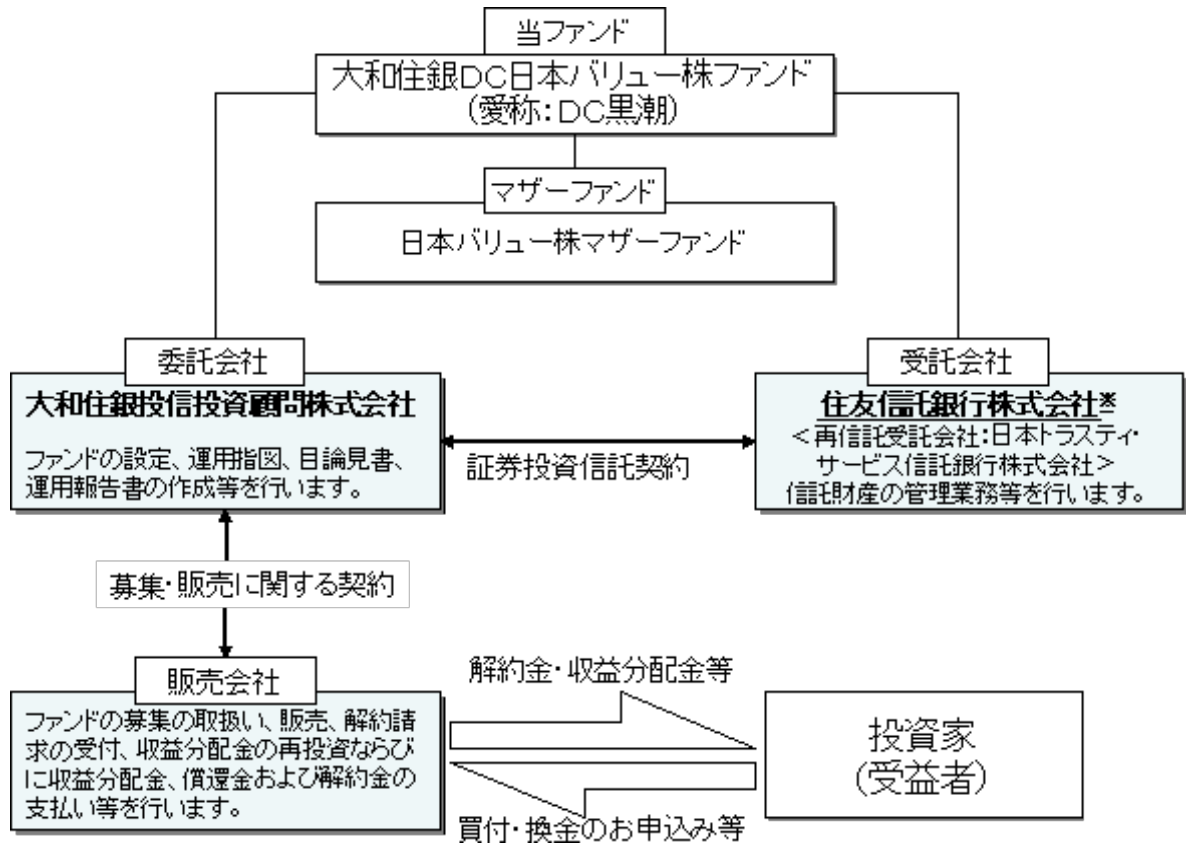 当ファンド
大和住銀DC日本バリュー株ファンド
(愛称:DC黒潮)
マザーファンド
日本バリュー株マザーファンド
委託会社
大和住銀投信投資顧問株式会社
ファンドの設定、運用指図、目論見書、
運用報告書の作成等を行います。
証券投資信託契約
受託会社
住友信託銀行株式会社※
<再信託受託会社:日本トラスティ・
サービス信託銀行株式会社>
信託財産の管理業務等を行います。
募集・販売に関する契約
販売会社
ファンドの募集の取扱い、販売、解約請
求の受付、収益分配金の再投資ならび
に収益分配金、償還金および解約金の
支払い等を行います。
解約金・収益分配金等
買付・換金のお申込み等
投資家
(受益者)